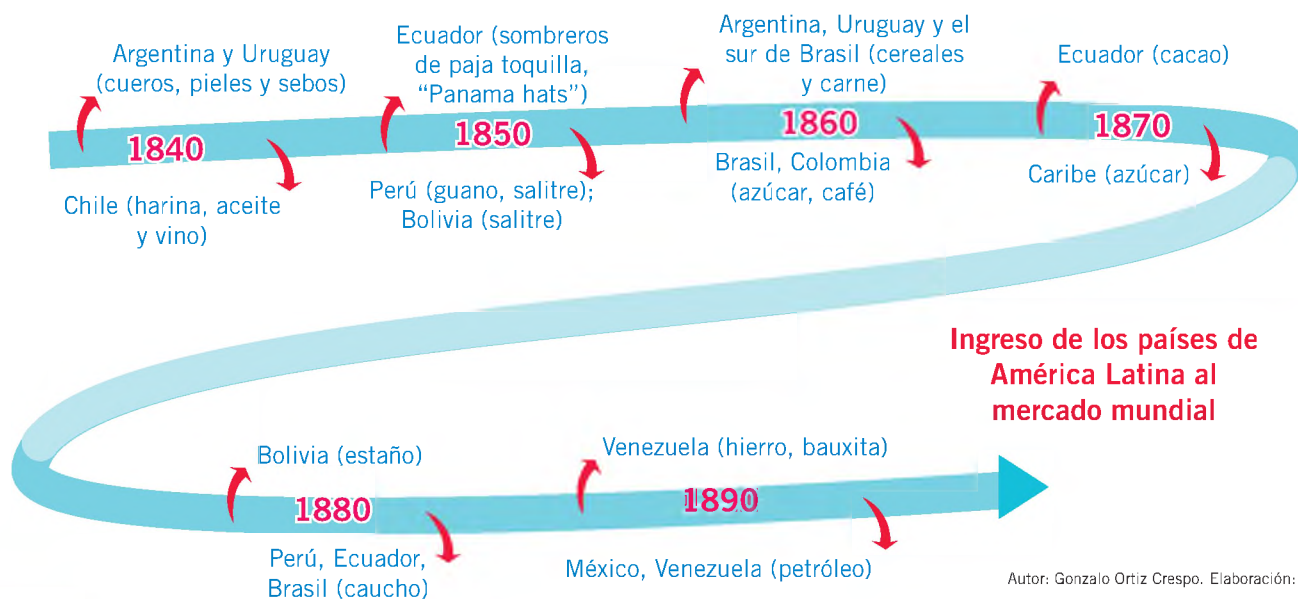 Argentina y Uruguay
(cueros, pieles y sebos)
1840
Chile (harina, aceite
y vino)
Ecuador (sombreros
de paja toquilla,
“Panama hats”)
1850
Perú (guano, salitre);
Bolivia (salitre)
Argentina, Uruguay y el
sur de Brasil (cereales
y carne)
1860
Brasil, Colombia
(azúcar, café)
Ecuador (cacao)
1870
Caribe (azúcar)
Ingreso de los países de
América Latina al
mercado mundial
Bolivia (estaño)
1880
Perú, Ecuador,
Brasil (caucho)
Venezuela (hierro, bauxita)
1890
México, Venezuela (petróleo)
Autor: Gonzalo Ortiz Crespo. Elaboración: